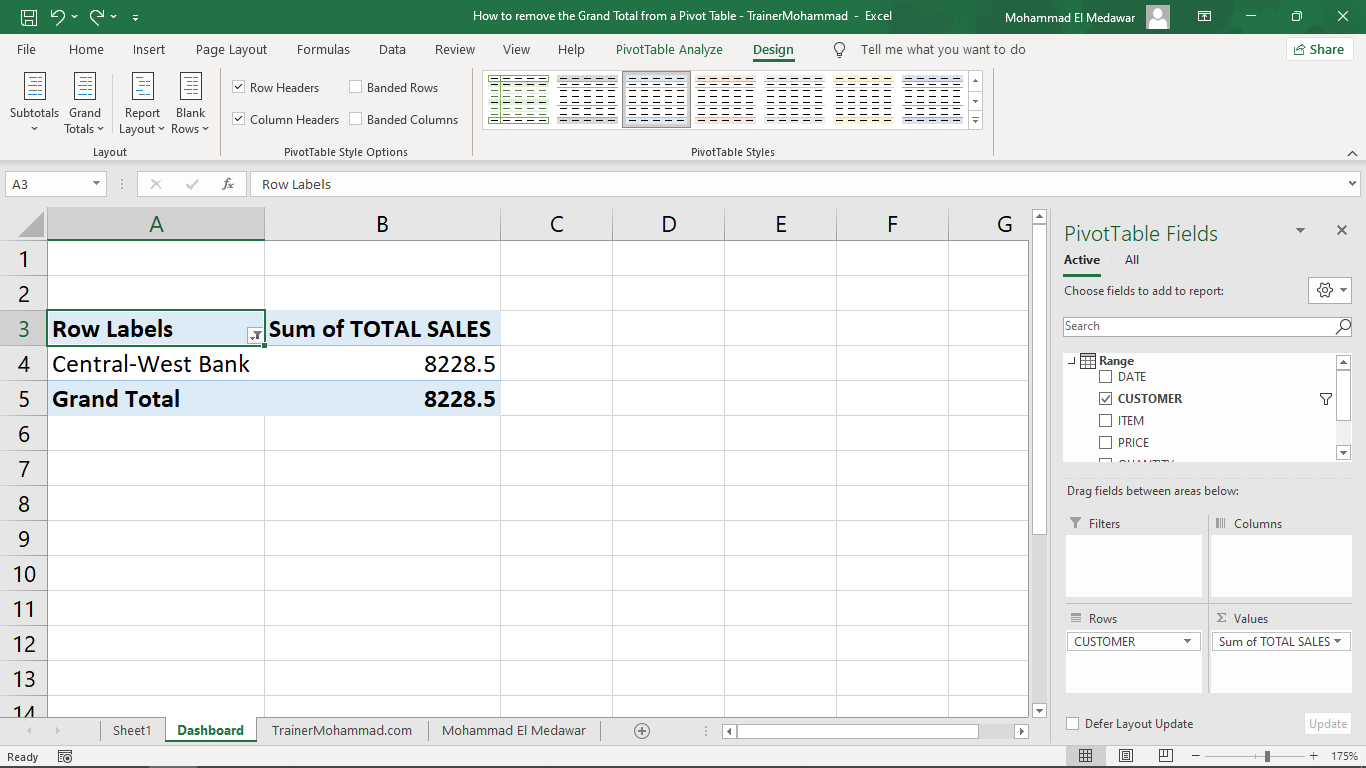 How to remove the Grand Total from a Pivot Table - TrainerMohammad - Excel
Mohammad El Medawar
File Home Insert Page Layout Formulas Data Review View Help PivotTable Analyze Design Tell me what you want to do Share
Subtotals
Grand Totals
Report Layout
Blank Rows
Layout
Row Headers
Banded Rows
Column Headers
Banded Columns
PivotTable Style Options
PivotTable Styles
A3
fx
Row Labels
A B C D E F G
1
2
3 Row Labels Sum of TOTAL SALES
4 Central-West Bank 8228.5
5 Grand Total 8228.5
6
7
8
9
10
11
12
13
14
PivotTable Fields
Active All
Choose fields to add to report:
Search
Range
DATE
CUSTOMER
ITEM
PRICE
QUANTITY
Drag fields between areas below:
Filters
Columns
Rows
Values
CUSTOMER
Sum of TOTAL SALES
Defer Layout Update
Update
Sheet1 Dashboard TrainerMohammad.com Mohammad El Medawar
Ready
175%